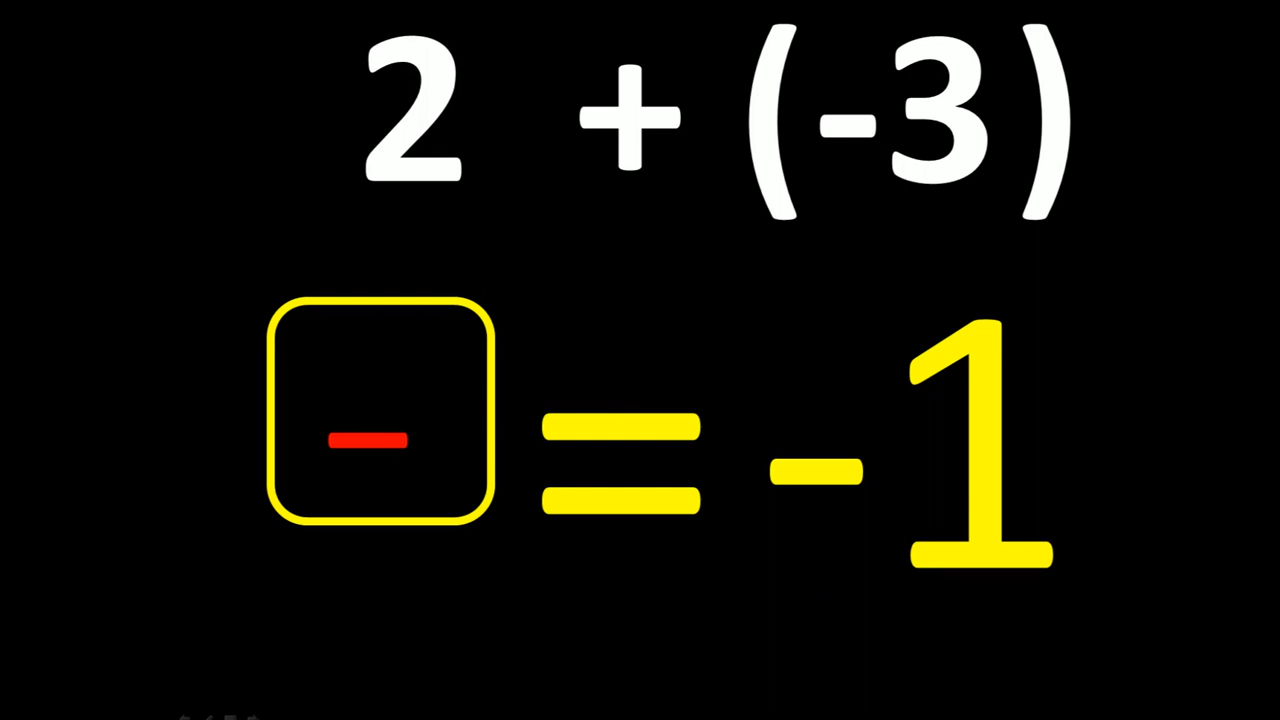 2 + (-3)
- = -1